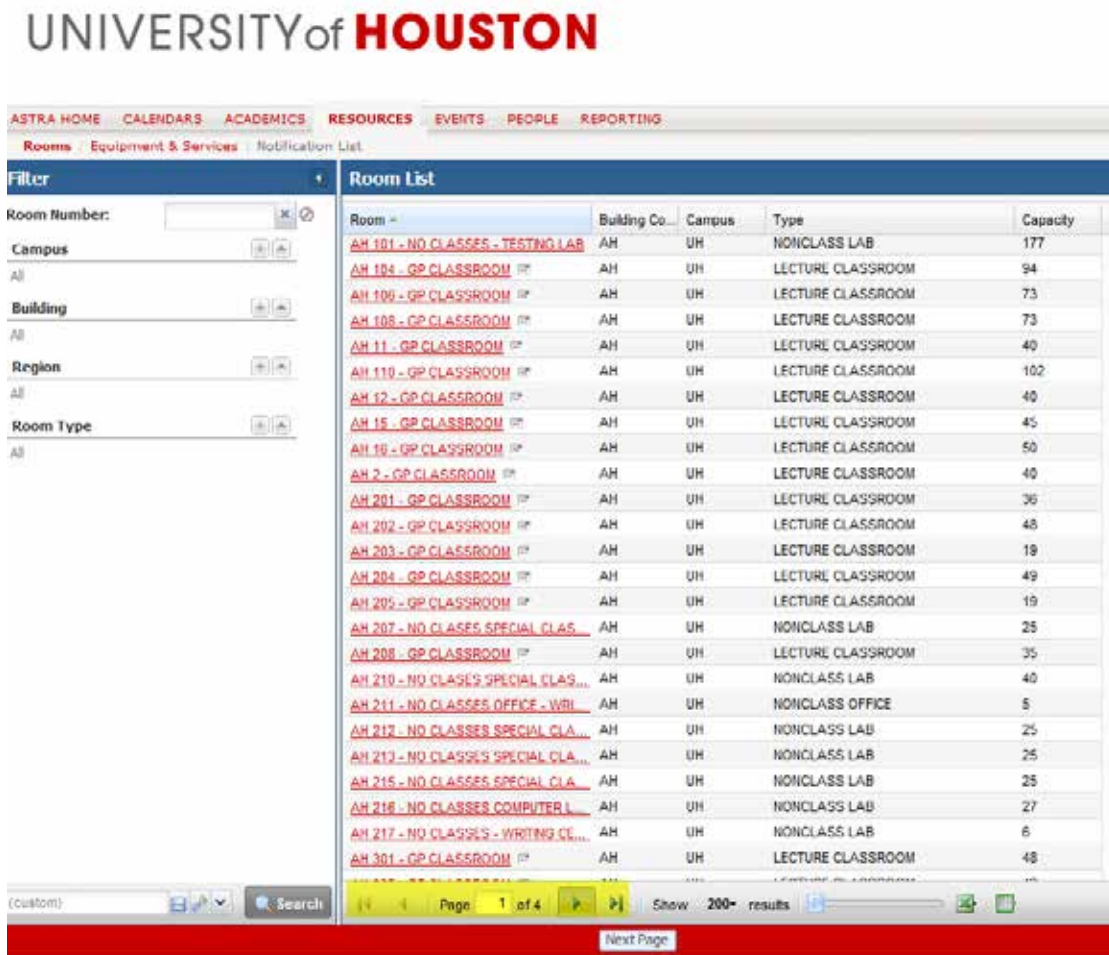 UNIVERSITYof HOUSTON
ASTRA HOME CALENDARS ACADEMICS RESOURCES EVENTS PEOPLE REPORTING
Rooms Equipment & Services Notification List
Filter
Room Number:
Campus
All
Building
All
Region
All
Room Type
All
(custom)
Search
Room List
Room Building Co... Campus Type Capacity
AH 101 - NO CLASSES - TESTING LAB AH UH NONCLASS LAB 177
AH 104 - GP CLASSROOM AH UH LECTURE CLASSROOM 94
AH 106 - GP CLASSROOM AH UH LECTURE CLASSROOM 73
AH 108 - GP CLASSROOM AH UH LECTURE CLASSROOM 73
AH 11 - GP CLASSROOM AH UH LECTURE CLASSROOM 40
AH 110 - GP CLASSROOM AH UH LECTURE CLASSROOM 102
AH 12 - GP CLASSROOM AH UH LECTURE CLASSROOM 40
AH 15 - GP CLASSROOM AH UH LECTURE CLASSROOM 45
AH 16 - GP CLASSROOM AH UH LECTURE CLASSROOM 50
AH 2 - GP CLASSROOM AH UH LECTURE CLASSROOM 40
AH 201 - GP CLASSROOM AH UH LECTURE CLASSROOM 36
AH 202 - GP CLASSROOM AH UH LECTURE CLASSROOM 48
AH 203 - GP CLASSROOM AH UH LECTURE CLASSROOM 19
AH 204 - GP CLASSROOM AH UH LECTURE CLASSROOM 49
AH 205 - GP CLASSROOM AH UH LECTURE CLASSROOM 19
AH 207 - NO CLASES SPECIAL CLAS... AH UH NONCLASS LAB 25
AH 208 - GP CLASSROOM AH UH LECTURE CLASSROOM 35
AH 210 - NO CLASES SPECIAL CLAS... AH UH NONCLASS LAB 40
AH 211 - NO CLASSES OFFICE - WRI... AH UH NONCLASS OFFICE 5
AH 212 - NO CLASSES SPECIAL CLA... AH UH NONCLASS LAB 25
AH 213 - NO CLASSES SPECIAL CLA... AH UH NONCLASS LAB 25
AH 215 - NO CLASSES SPECIAL CLA... AH UH NONCLASS LAB 25
AH 216 - NO CLASSES COMPUTER L... AH UH NONCLASS LAB 27
AH 217 - NO CLASSES - WRITING CE... AH UH NONCLASS LAB 6
AH 301 - GP CLASSROOM AH UH LECTURE CLASSROOM 48
Page 1 of 4 Show 200 results
Next Page